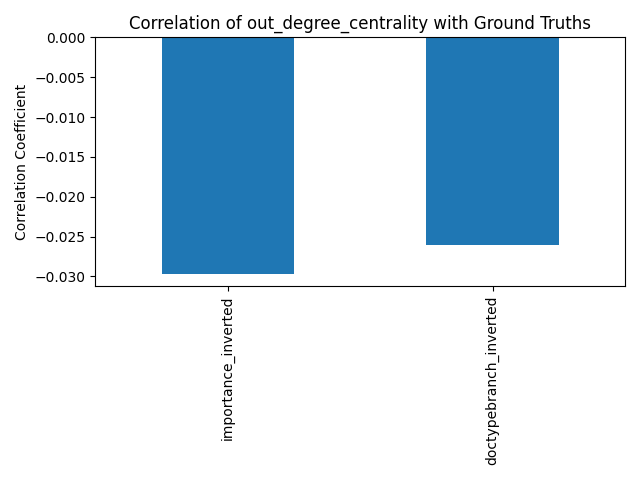 Correlation of out_degree_centrality with Ground Truths
Correlation Coefficient
0.000
−0.005
−0.010
−0.015
−0.020
−0.025
−0.030
importance_inverted
doctypebranch_inverted